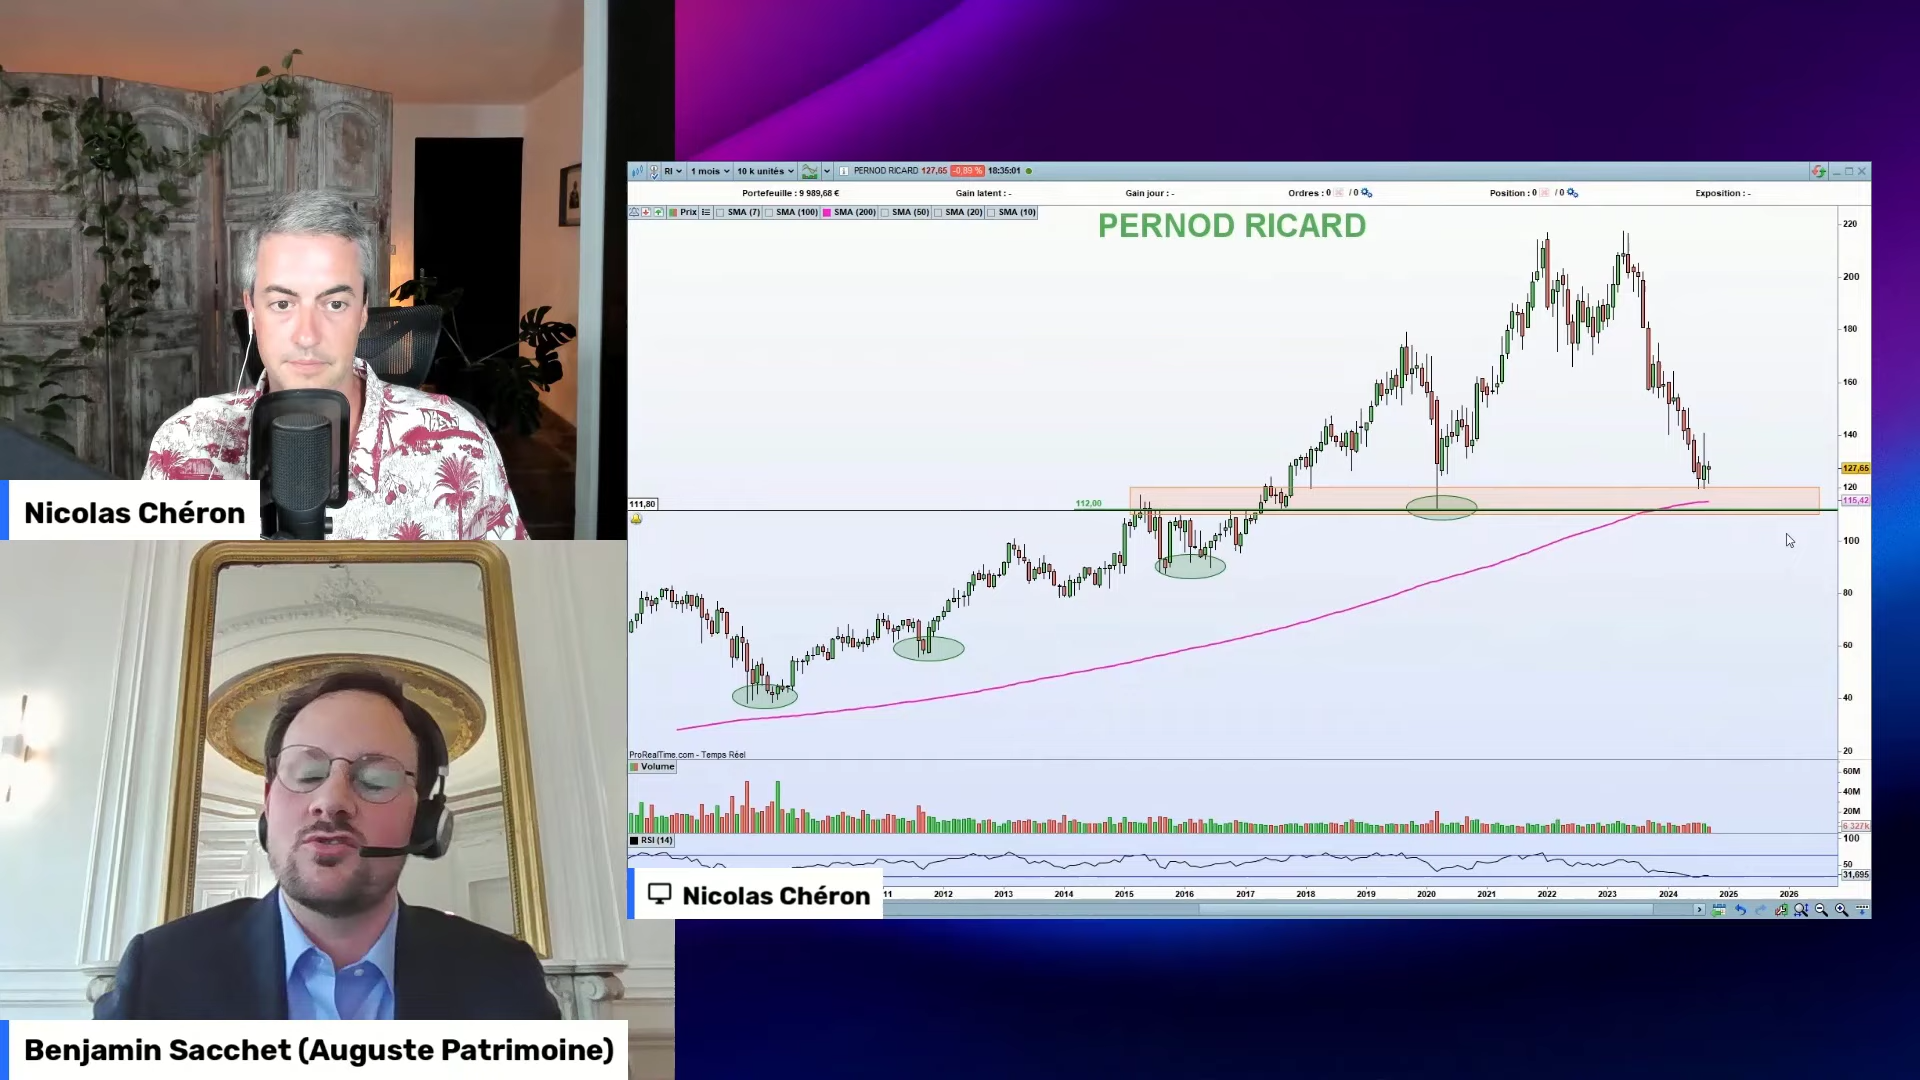 Nicolas Chéron
Benjamin Sacchet (Auguste Patrimoine)
RI 1 mois 10 k unités PERNOD RICARD 127,65 -0,89 % 18:35:01
Portefeuille : 9 989,68 € Gain latent : - Gain jour : - Ordres : 0 / 0 Position : 0 / 0 Exposition : -
Prix SMA (7) SMA (100) SMA (200) SMA (50) SMA (20) SMA (10)
PERNOD RICARD
220
200
180
160
140
127,65
120
115,42
111,80
112,00
100
80
60
40
20
ProRealTime.com - Temps Réel
Volume
60M
40M
20M
6 327k
RSI (14)
100
50
31,695
11 2012 2013 2014 2015 2016 2017 2018 2019 2020 2021 2022 2023 2024 2025 2026
Nicolas Chéron